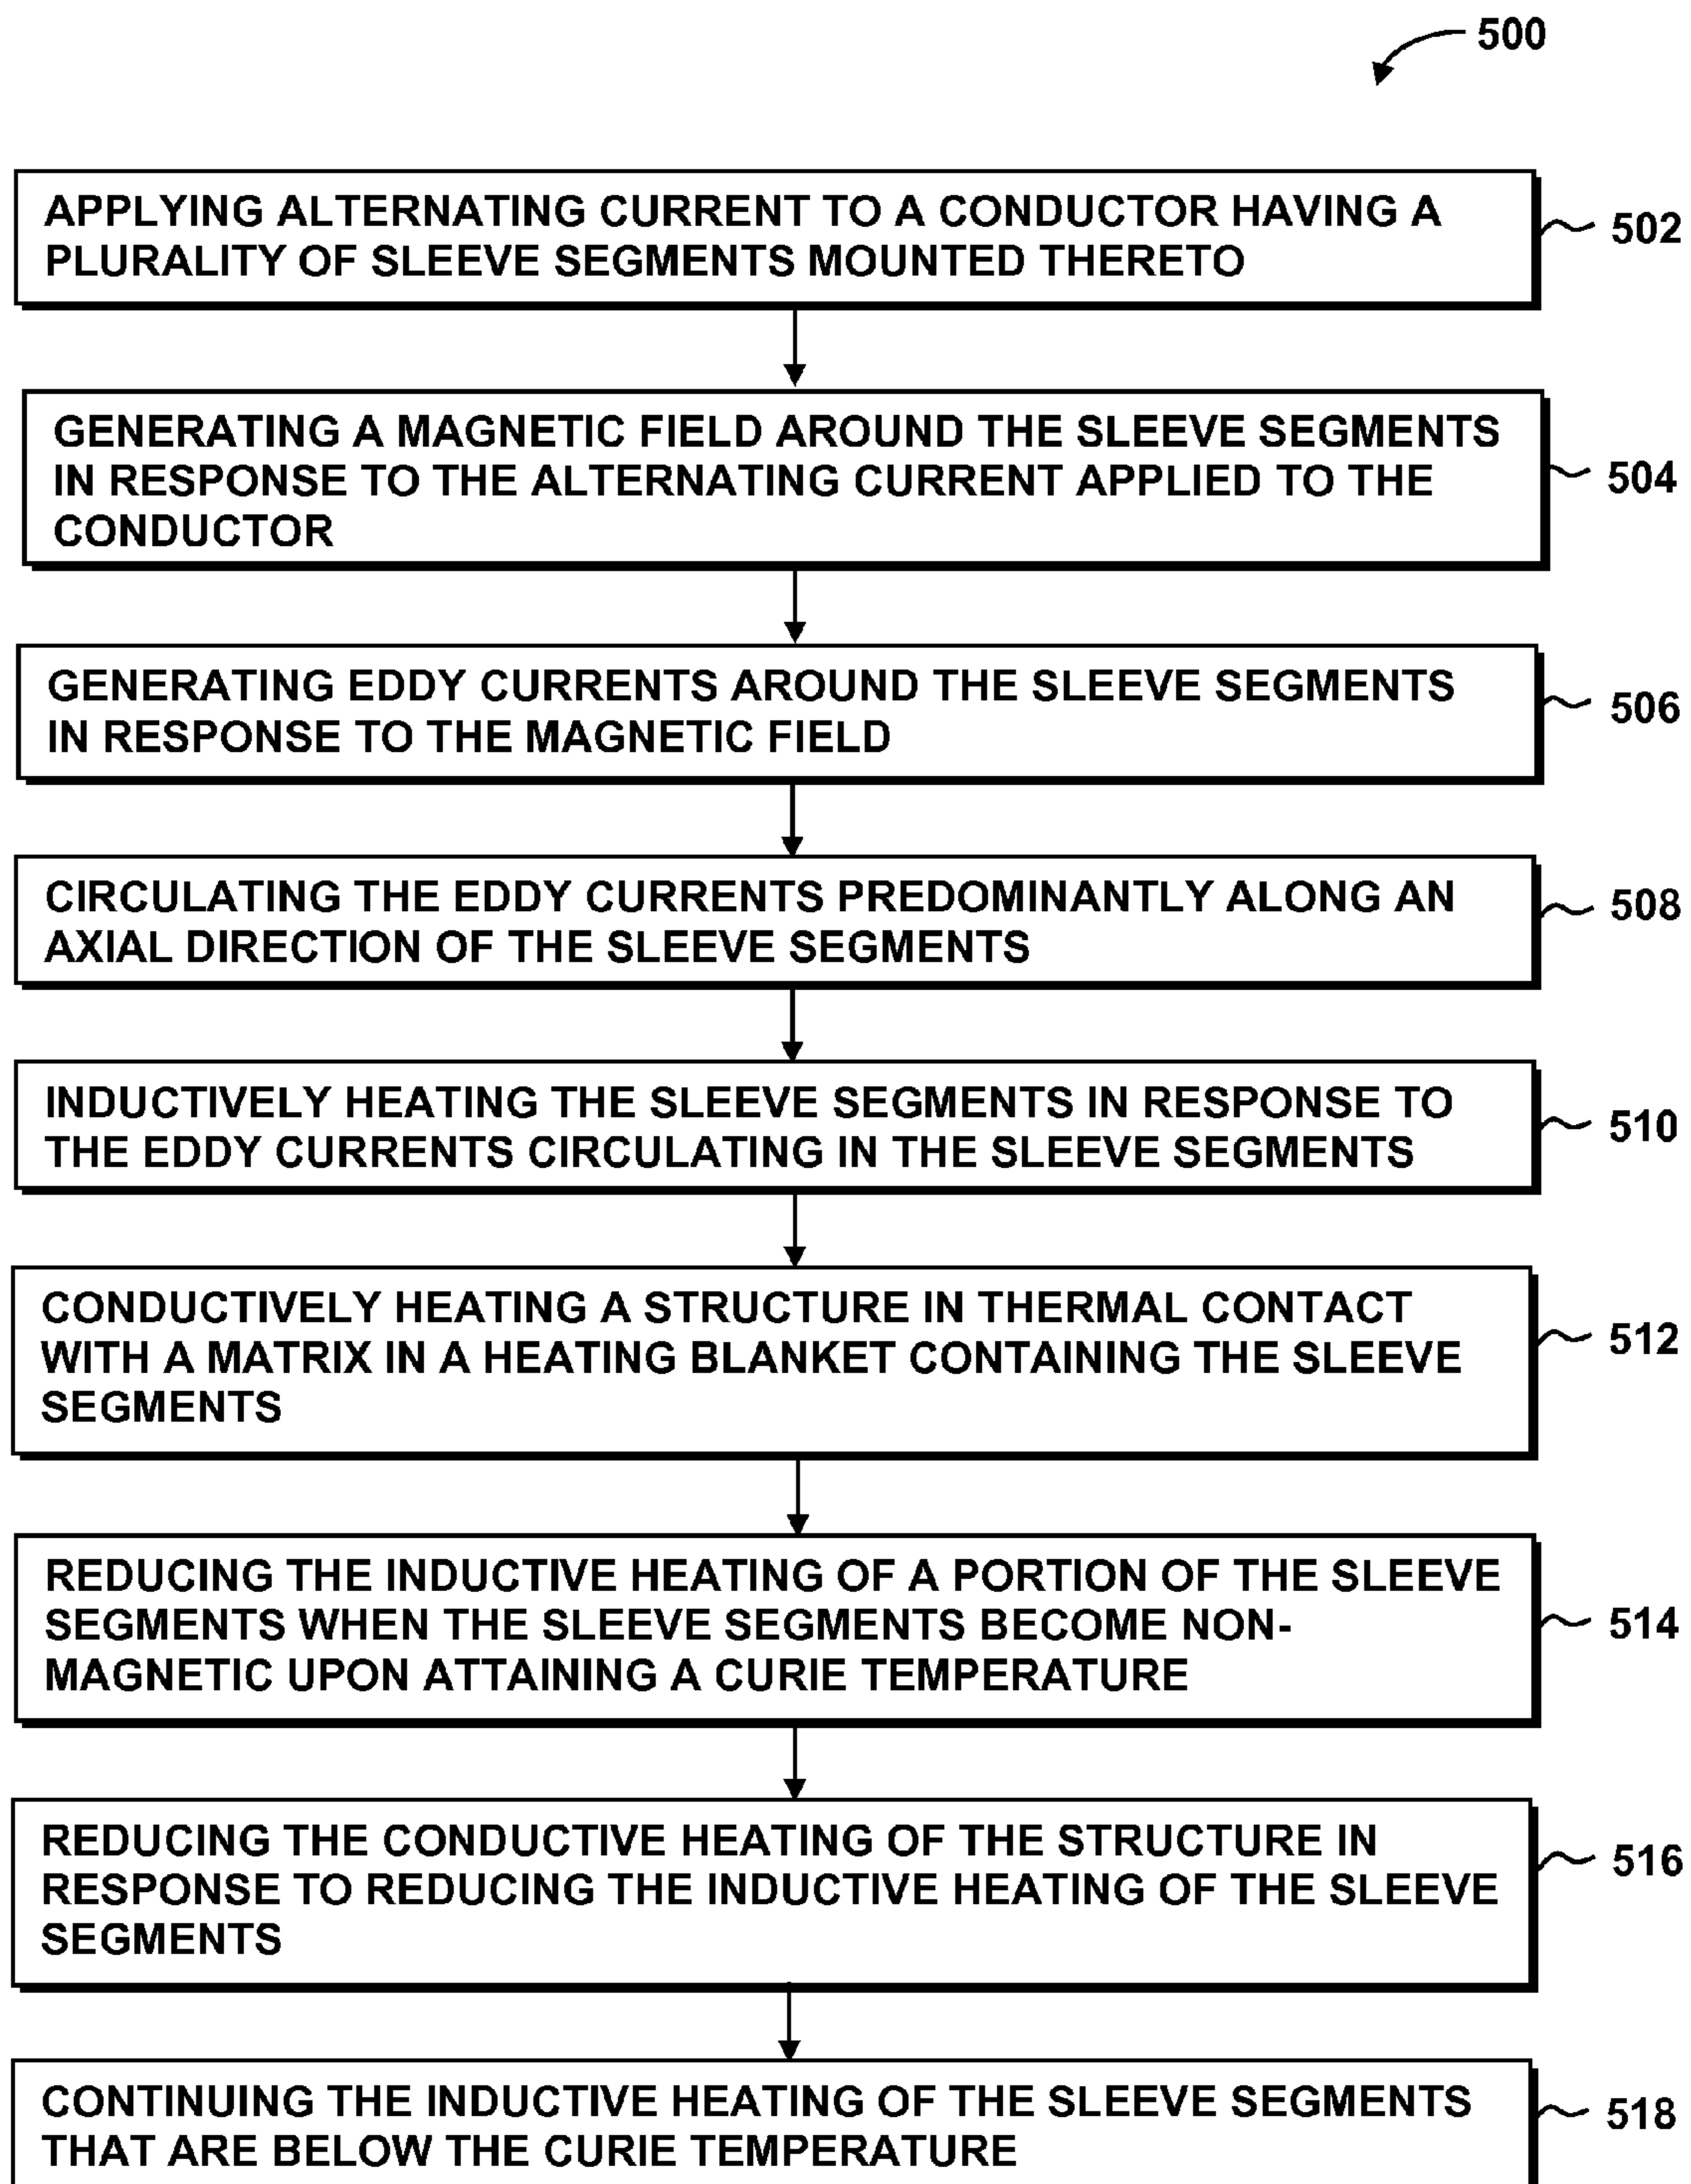 500
APPLYING ALTERNATING CURRENT TO A CONDUCTOR HAVING A
PLURALITY OF SLEEVE SEGMENTS MOUNTED THERETO
502
GENERATING A MAGNETIC FIELD AROUND THE SLEEVE SEGMENTS
IN RESPONSE TO THE ALTERNATING CURRENT APPLIED TO THE
CONDUCTOR
504
GENERATING EDDY CURRENTS AROUND THE SLEEVE SEGMENTS
IN RESPONSE TO THE MAGNETIC FIELD
506
CIRCULATING THE EDDY CURRENTS PREDOMINANTLY ALONG AN
AXIAL DIRECTION OF THE SLEEVE SEGMENTS
508
INDUCTIVELY HEATING THE SLEEVE SEGMENTS IN RESPONSE TO
THE EDDY CURRENTS CIRCULATING IN THE SLEEVE SEGMENTS
510
CONDUCTIVELY HEATING A STRUCTURE IN THERMAL CONTACT
WITH A MATRIX IN A HEATING BLANKET CONTAINING THE SLEEVE
SEGMENTS
512
REDUCING THE INDUCTIVE HEATING OF A PORTION OF THE SLEEVE
SEGMENTS WHEN THE SLEEVE SEGMENTS BECOME NON-
MAGNETIC UPON ATTAINING A CURIE TEMPERATURE
514
REDUCING THE CONDUCTIVE HEATING OF THE STRUCTURE IN
RESPONSE TO REDUCING THE INDUCTIVE HEATING OF THE SLEEVE
SEGMENTS
516
CONTINUING THE INDUCTIVE HEATING OF THE SLEEVE SEGMENTS
THAT ARE BELOW THE CURIE TEMPERATURE
518